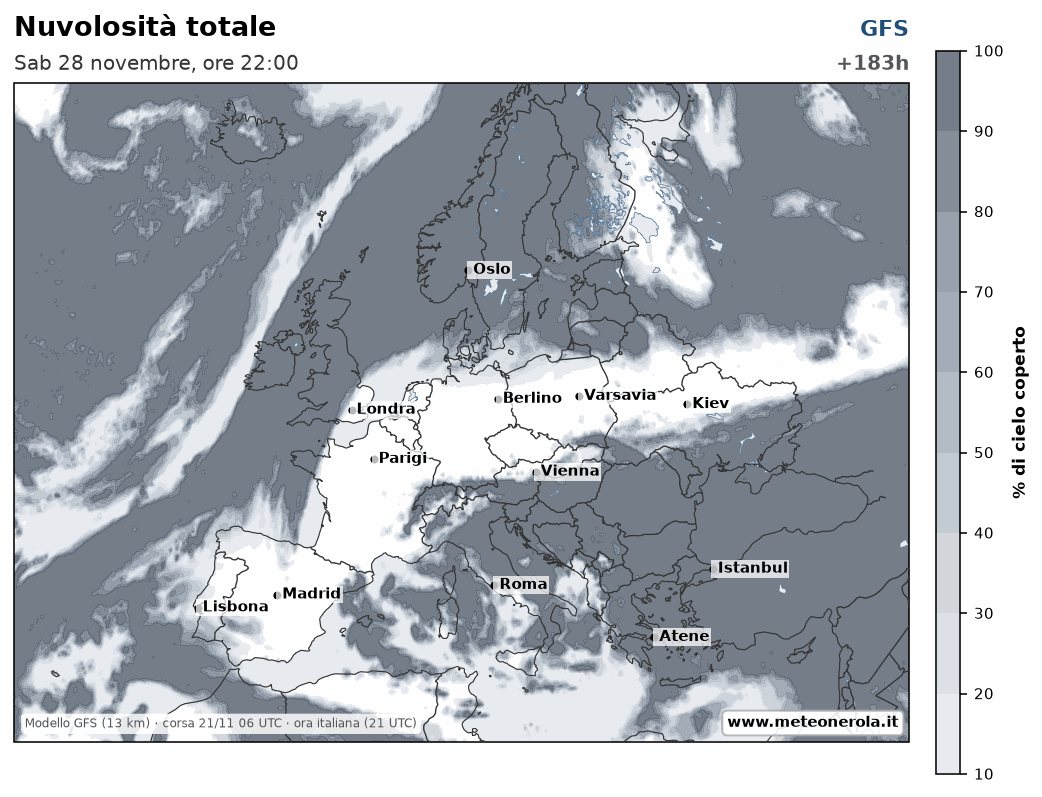 Nuvolosità totale
GFS
Sab 28 novembre, ore 22:00
+183h
100
90
80
70
60
50
40
30
20
10
% di cielo coperto
Oslo
Londra
Berlino
Varsavia
Kiev
Parigi
Vienna
Madrid
Lisbona
Roma
Istanbul
Atene
Modello GFS (13 km) · corsa 21/11 06 UTC · ora italiana (21 UTC)
www.meteonerola.it